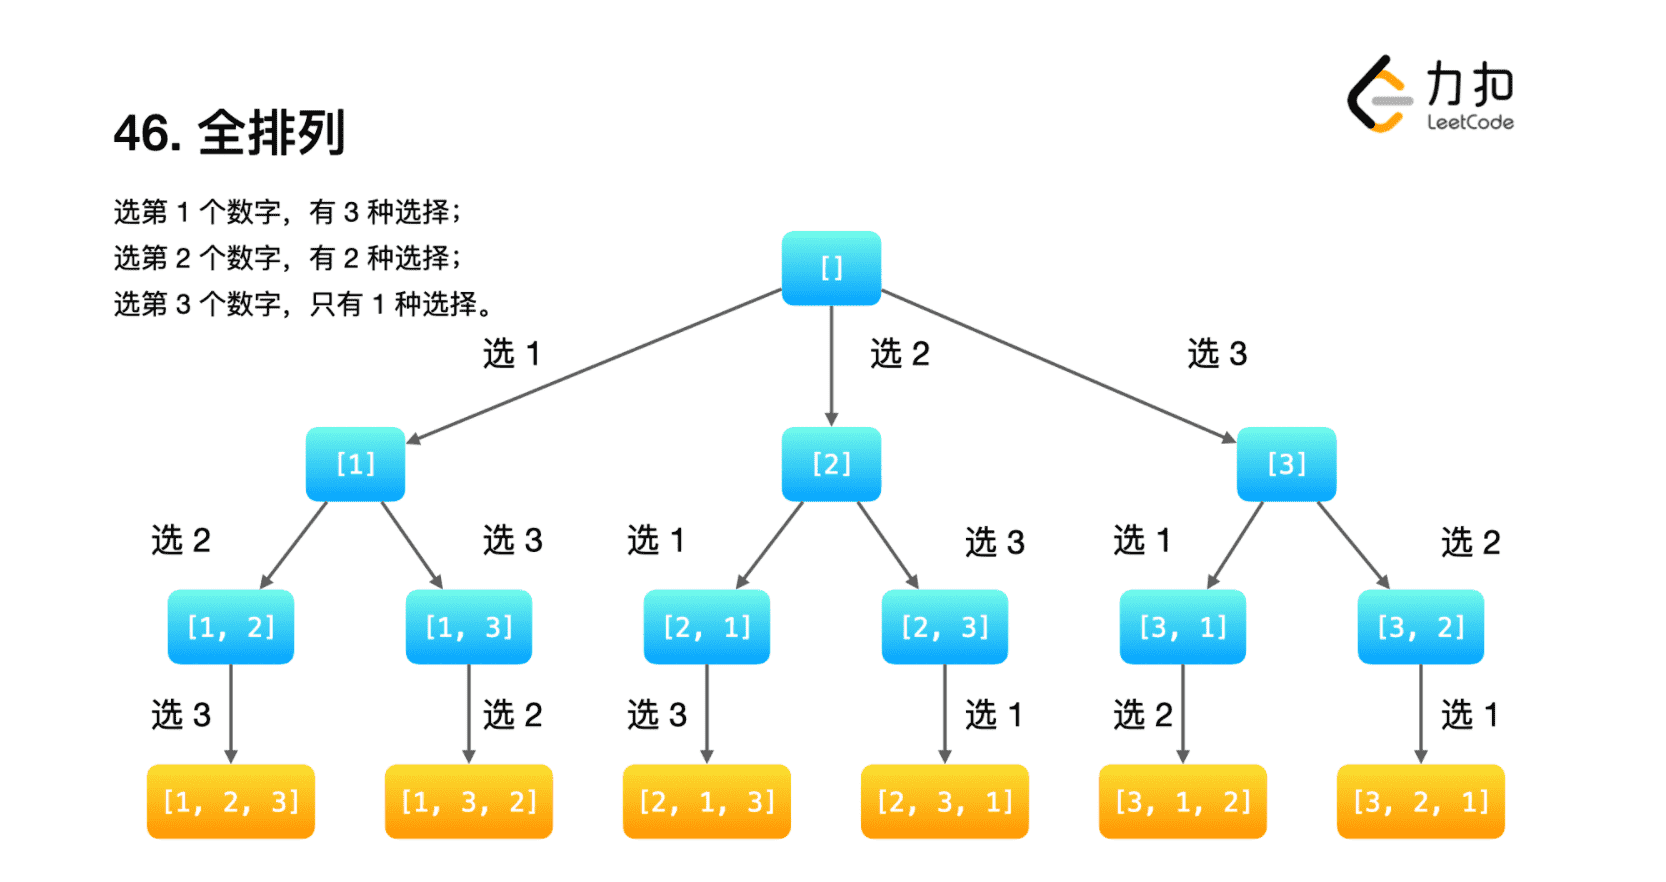 力扣
LeetCode
46. 全排列
选第 1 个数字，有 3 种选择；
选第 2 个数字，有 2 种选择；
选第 3 个数字，只有 1 种选择。
[]
选 1
选 2
选 3
[1]
[2]
[3]
选 2
选 3
选 1
选 3
选 1
选 2
[1, 2]
[1, 3]
[2, 1]
[2, 3]
[3, 1]
[3, 2]
选 3
选 2
选 3
选 1
选 2
选 1
[1, 2, 3]
[1, 3, 2]
[2, 1, 3]
[2, 3, 1]
[3, 1, 2]
[3, 2, 1]